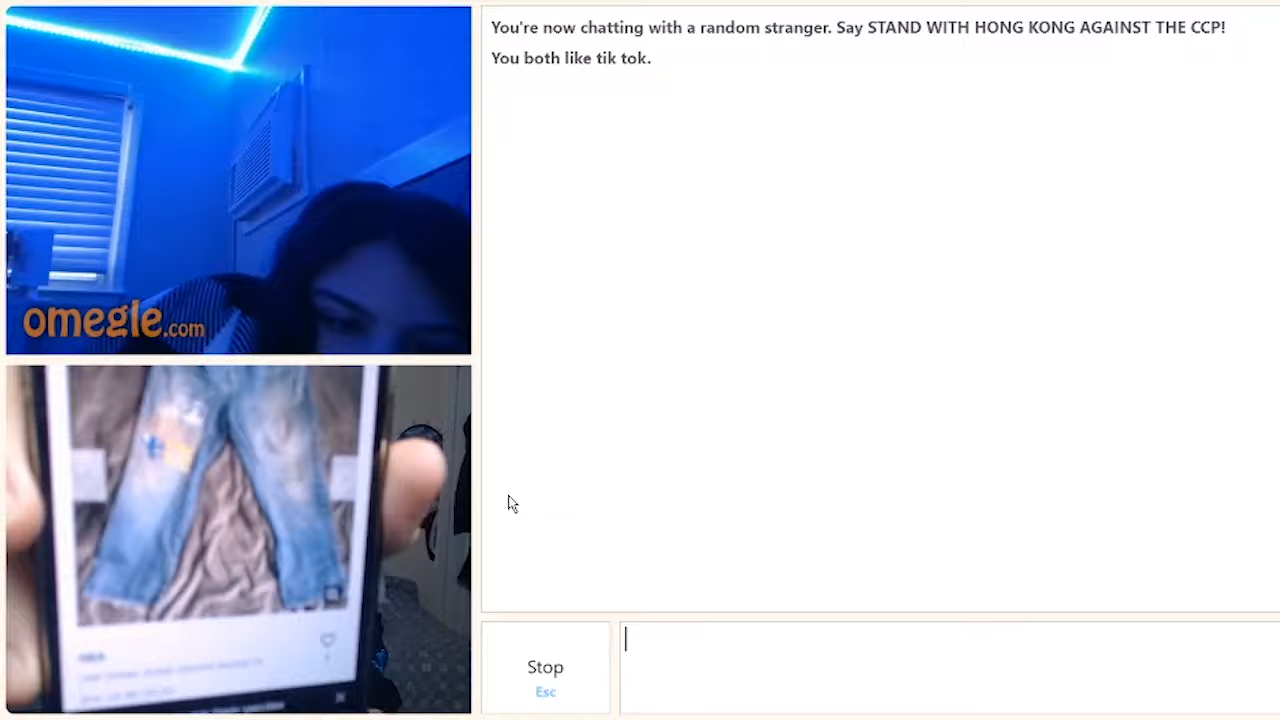 You're now chatting with a random stranger. Say STAND WITH HONG KONG AGAINST THE CCP!
You both like tik tok.
omegle.com
Stop
Esc